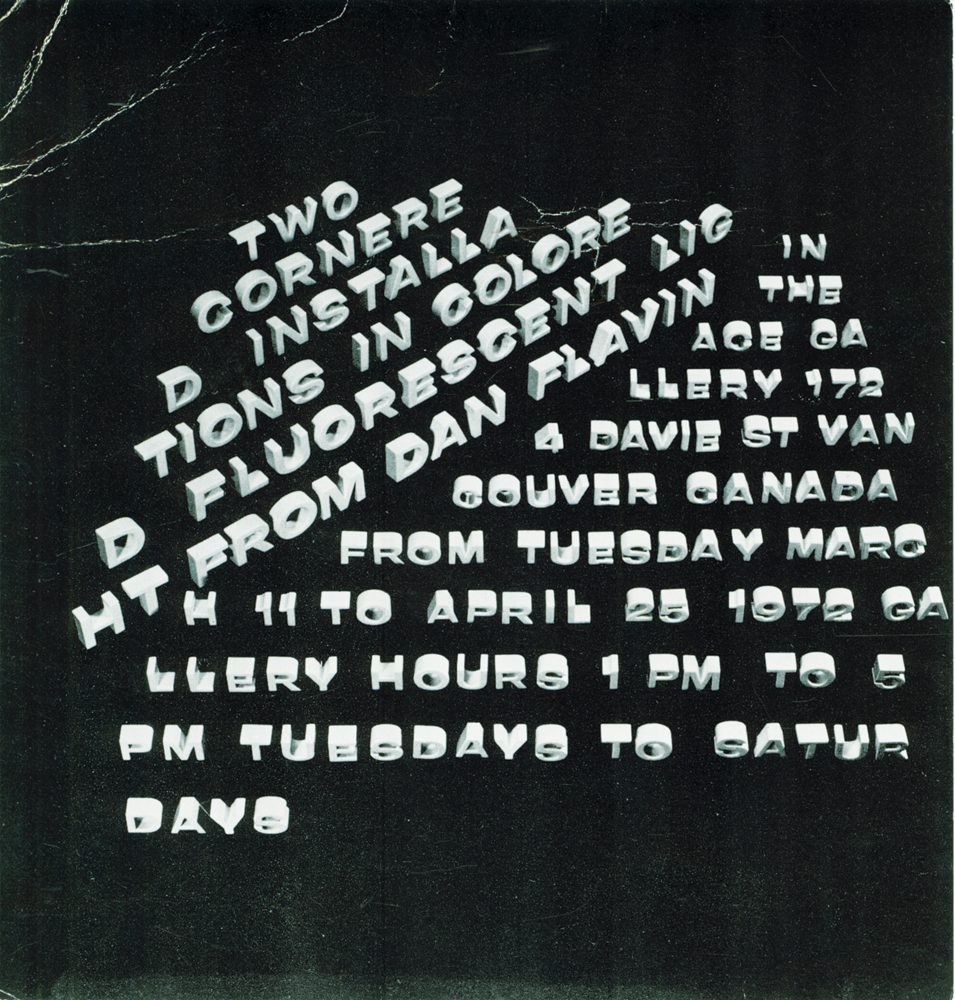 TWO
CORNERE
D INSTALLA
TIONS IN COLORE
D FLUORESCENT LIG
HT FROM DAN FLAVIN
IN
THE
ACE GA
LLERY 172
4 DAVIE ST VAN
COUVER CANADA
FROM TUESDAY MARC
H 11 TO APRIL 25 1972 GA
LLERY HOURS 1 PM TO 5
PM TUESDAYS TO SATUR
DAYS